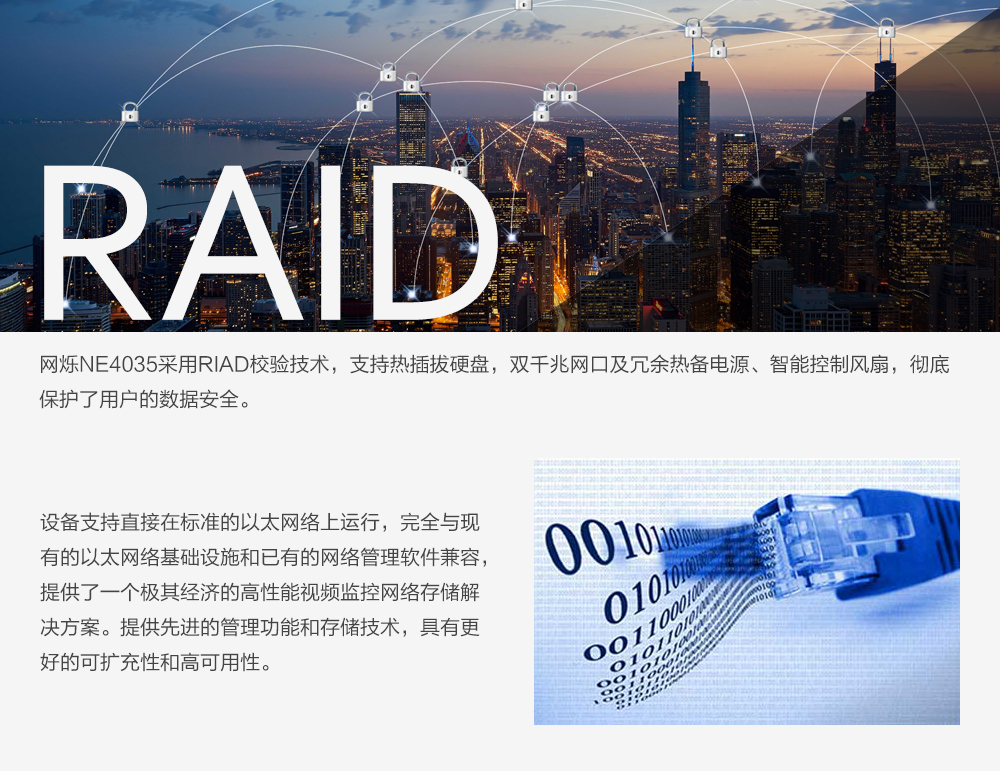 RAID
网烁NE4035采用RIAD校验技术，支持热插拔硬盘，双千兆网口及冗余热备电源、智能控制风扇，彻底
保护了用户的数据安全。
设备支持直接在标准的以太网络上运行，完全与现
有的以太网络基础设施和已有的网络管理软件兼容，
提供了一个极其经济的高性能视频监控网络存储解
决方案。提供先进的管理功能和存储技术，具有更
好的可扩充性和高可用性。